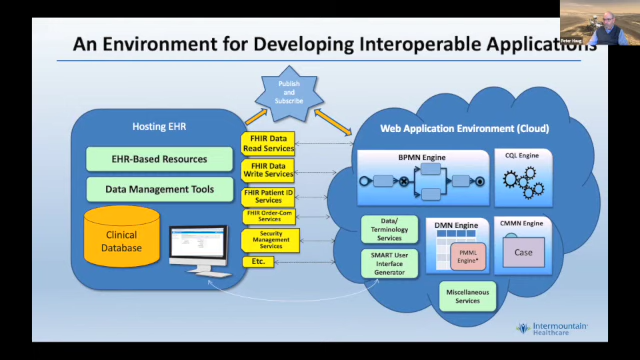 An Environment for Developing Interoperable Applications
Peter Haug
Publish
and
Subscribe
Hosting EHR
EHR-Based Resources
Data Management Tools
Clinical
Database
FHIR Data
Read Services
FHIR Data
Write Services
FHIR Patient ID
Services
FHIR Order-Com
Services
Security
Management
Services
Etc.
Web Application Environment (Cloud)
BPMN Engine
CQL Engine
Data/
Terminology
Services
SMART User
Interface
Generator
DMN Engine
PMML
Engine*
CMMN Engine
Case
Miscellaneous
Services
Intermountain
Healthcare